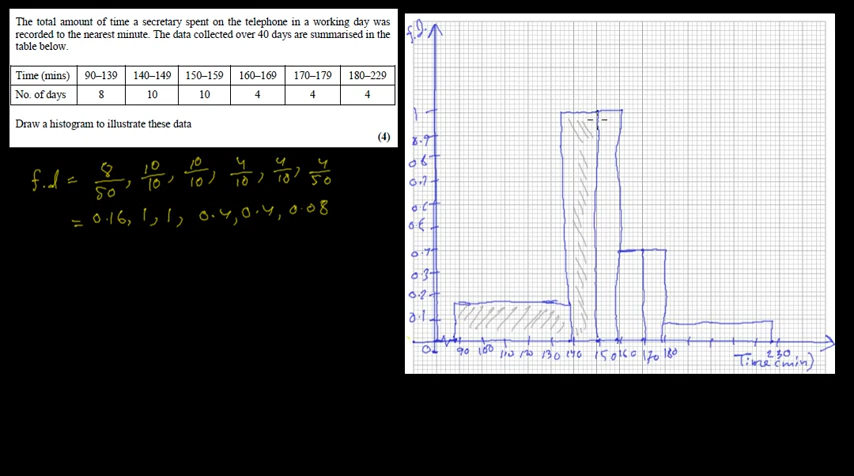 The total amount of time a secretary spent on the telephone in a working day was
recorded to the nearest minute. The data collected over 40 days are summarised in the
table below.
Time (mins) 90–139 140–149 150–159 160–169 170–179 180–229
No. of days 8 10 10 4 4 4
Draw a histogram to illustrate these data
(4)
f.d = 8/50, 10/10, 10/10, 4/10, 4/10, 4/50
= 0.16, 1, 1, 0.4, 0.4, 0.08
f.d.
1
0.9
0.8
0.7
0.6
0.5
0.4
0.3
0.2
0.1
0 90 100 110 120 130 140 150 160 170 180 230
Time (min)